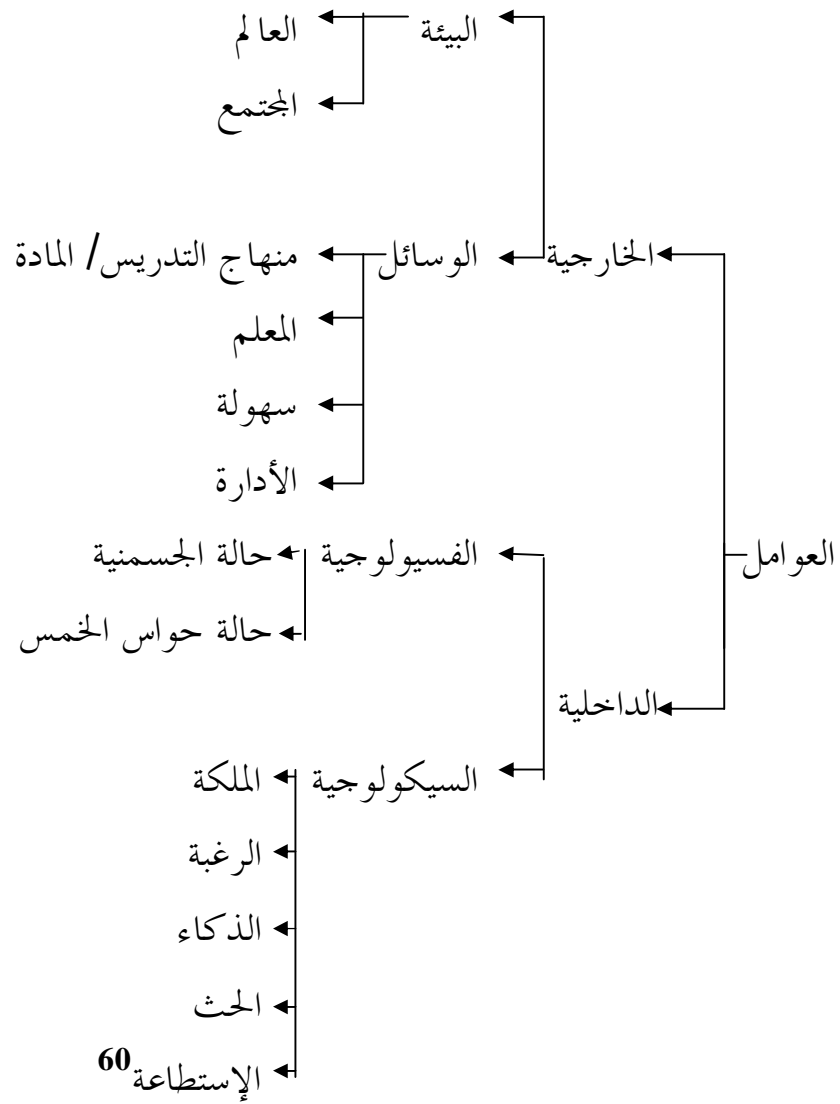 البيئة العالم
المجتمع
الخارجية الوسائل منهاج التدريس/ المادة
المعلم
سهولة
الأدارة
العوامل الفسيولوجية حالة الجسمنية
حالة حواس الخمس
الداخلية
السيكولوجية الملكة
الرغبة
الذكاء
الحث
الإستطاعة60